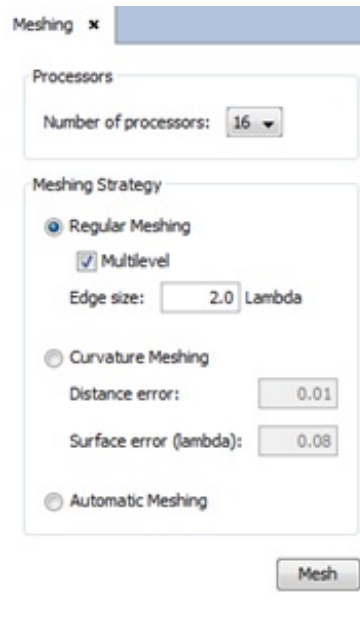 Meshing ×
Processors
Number of processors: 16
Meshing Strategy
Regular Meshing
Multilevel
Edge size: 2.0 Lambda
Curvature Meshing
Distance error: 0.01
Surface error (lambda): 0.08
Automatic Meshing
Mesh